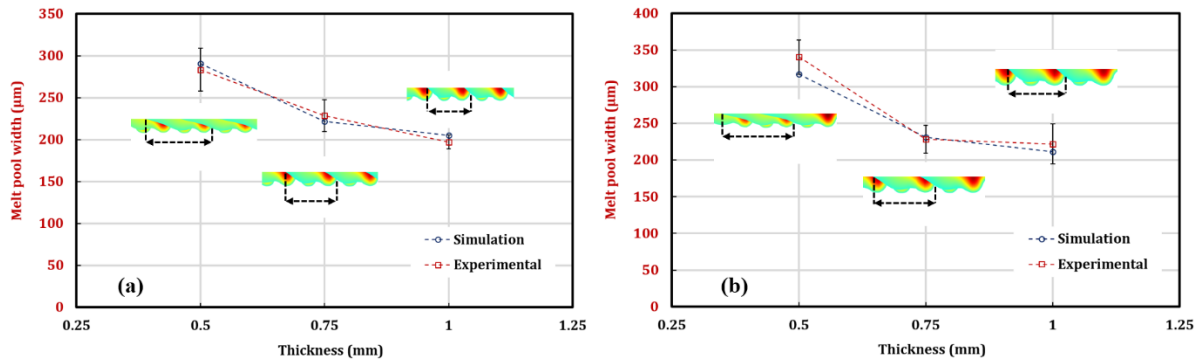 350
300
250
200
150
100
50
0
Melt pool width (µm)
Simulation
Experimental
(a)
0.25 0.5 0.75 1 1.25
Thickness (mm)
400
350
300
250
200
150
100
50
0
Melt pool width (µm)
Simulation
Experimental
(b)
0.25 0.5 0.75 1 1.25
Thickness (mm)